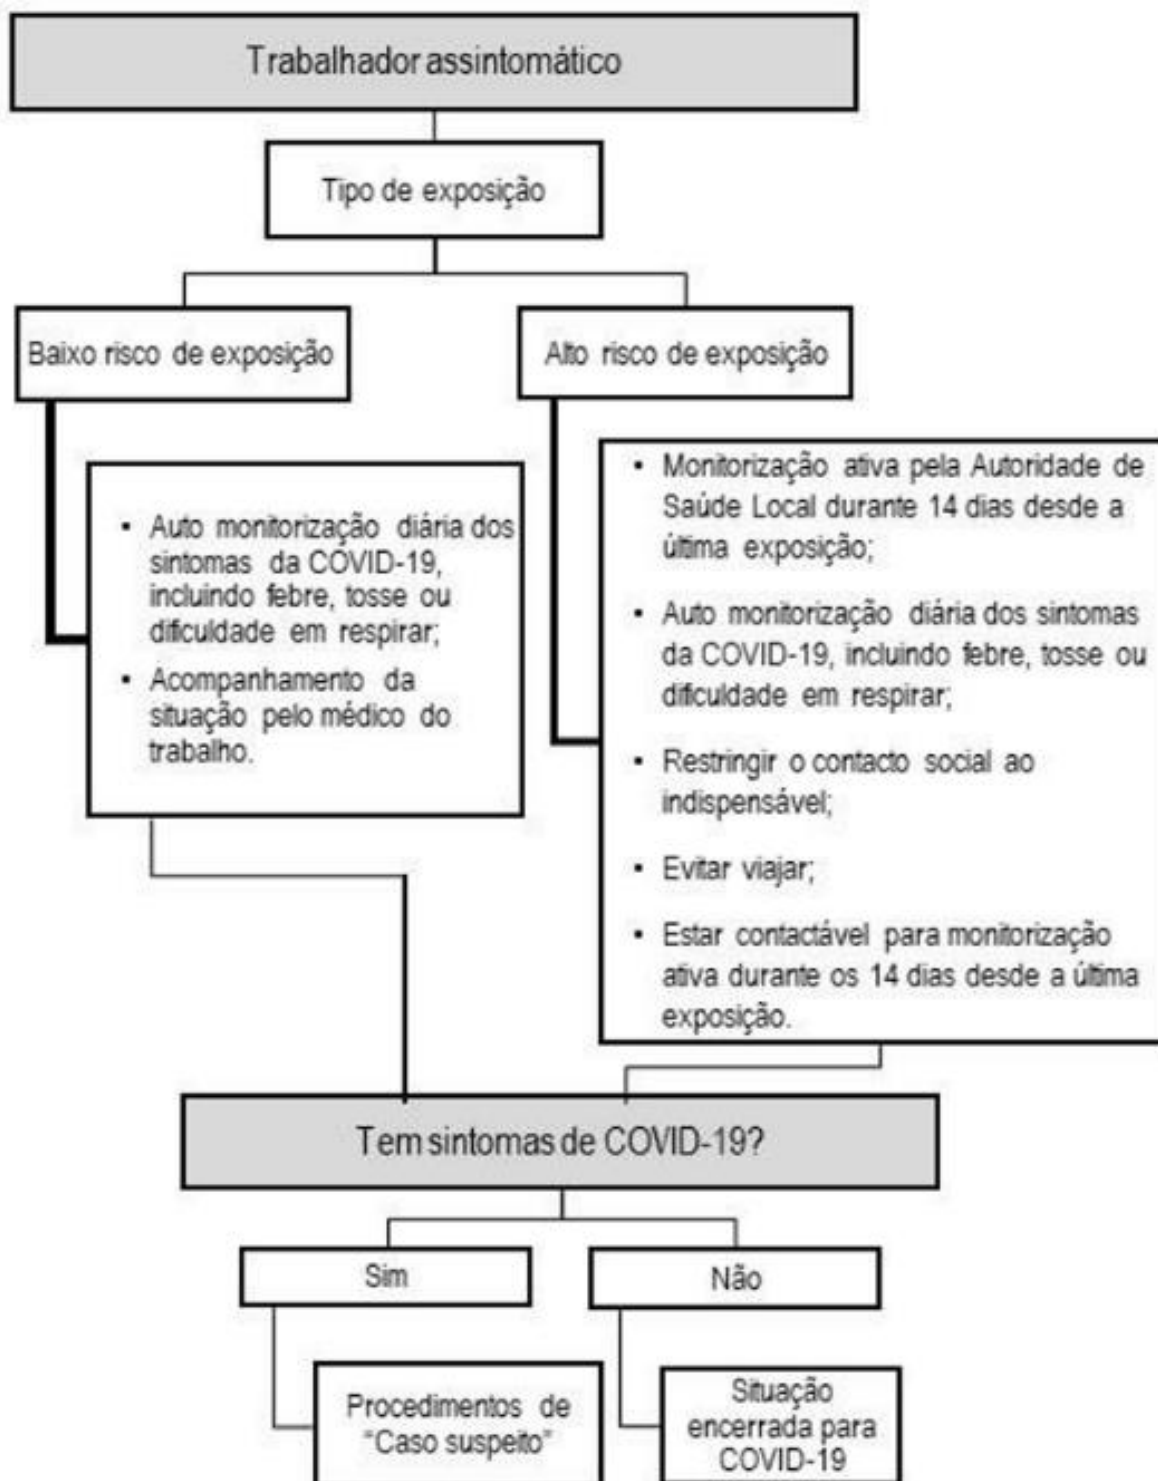 Trabalhador assintomático
Tipo de exposição
Baixo risco de exposição
Alto risco de exposição
• Auto monitorização diária dos
sintomas da COVID-19,
incluindo febre, tosse ou
dificuldade em respirar;
• Acompanhamento da
situação pelo médico do
trabalho.
• Monitorização ativa pela Autoridade de
Saúde Local durante 14 dias desde a
última exposição;
• Auto monitorização diária dos sintomas
da COVID-19, incluindo febre, tosse ou
dificuldade em respirar;
• Restringir o contacto social ao
indispensável;
• Evitar viajar;
• Estar contactável para monitorização
ativa durante os 14 dias desde a última
exposição.
Tem sintomas de COVID-19?
Sim
Não
Procedimentos de
“Caso suspeito”
Situação
encerrada para
COVID-19